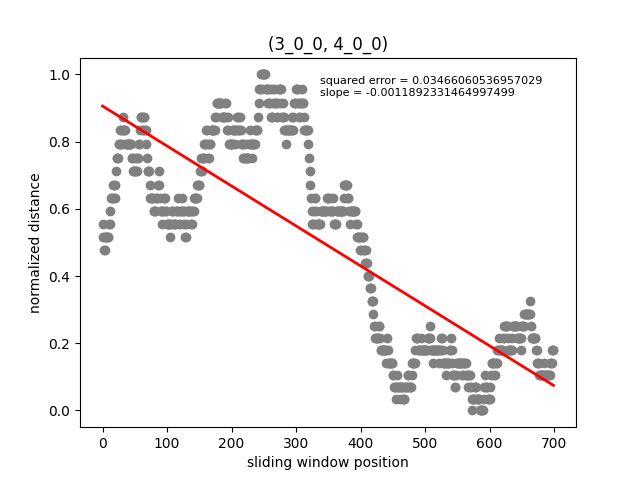 (3_0_0, 4_0_0)
squared error = 0.03466060536957029
slope = -0.0011892331464997499
normalized distance
1.0
0.8
0.6
0.4
0.2
0.0
0 100 200 300 400 500 600 700
sliding window position